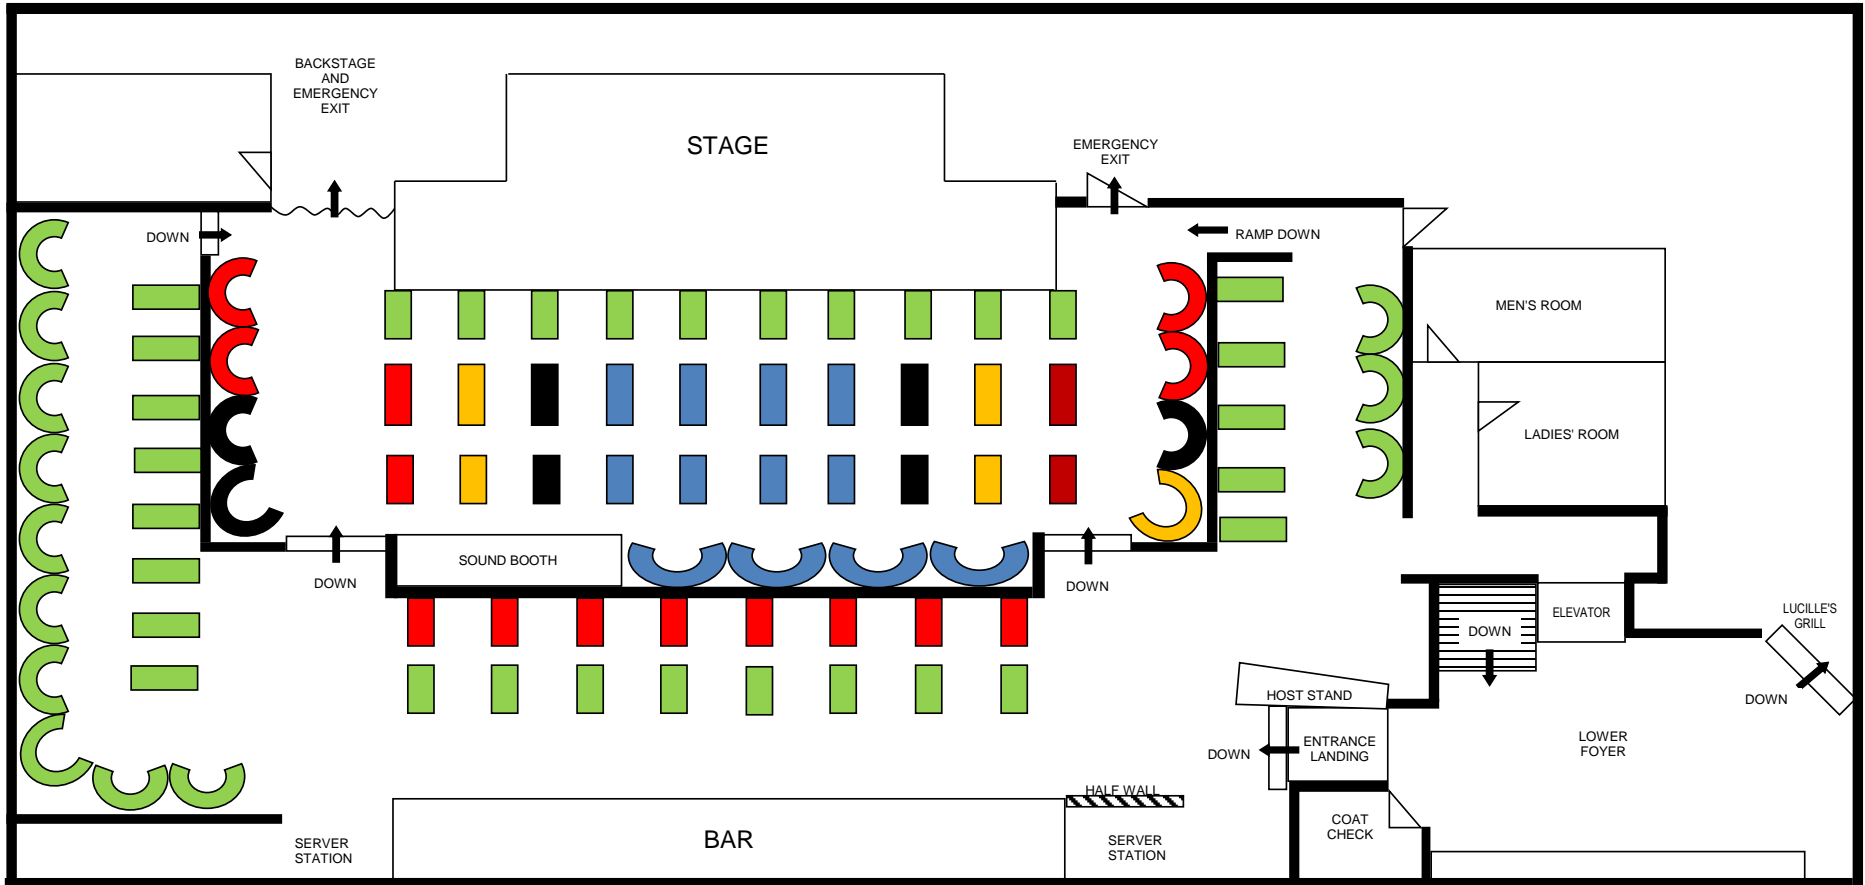 BACKSTAGE
AND
EMERGENCY
EXIT
STAGE
EMERGENCY
EXIT
DOWN
RAMP DOWN
MEN'S ROOM
LADIES' ROOM
SOUND BOOTH
DOWN
DOWN
ELEVATOR
LUCILLE'S
GRILL
DOWN
HOST STAND
DOWN
ENTRANCE
LANDING
DOWN
LOWER
FOYER
HALF WALL
BAR
COAT
CHECK
SERVER
STATION
SERVER
STATION